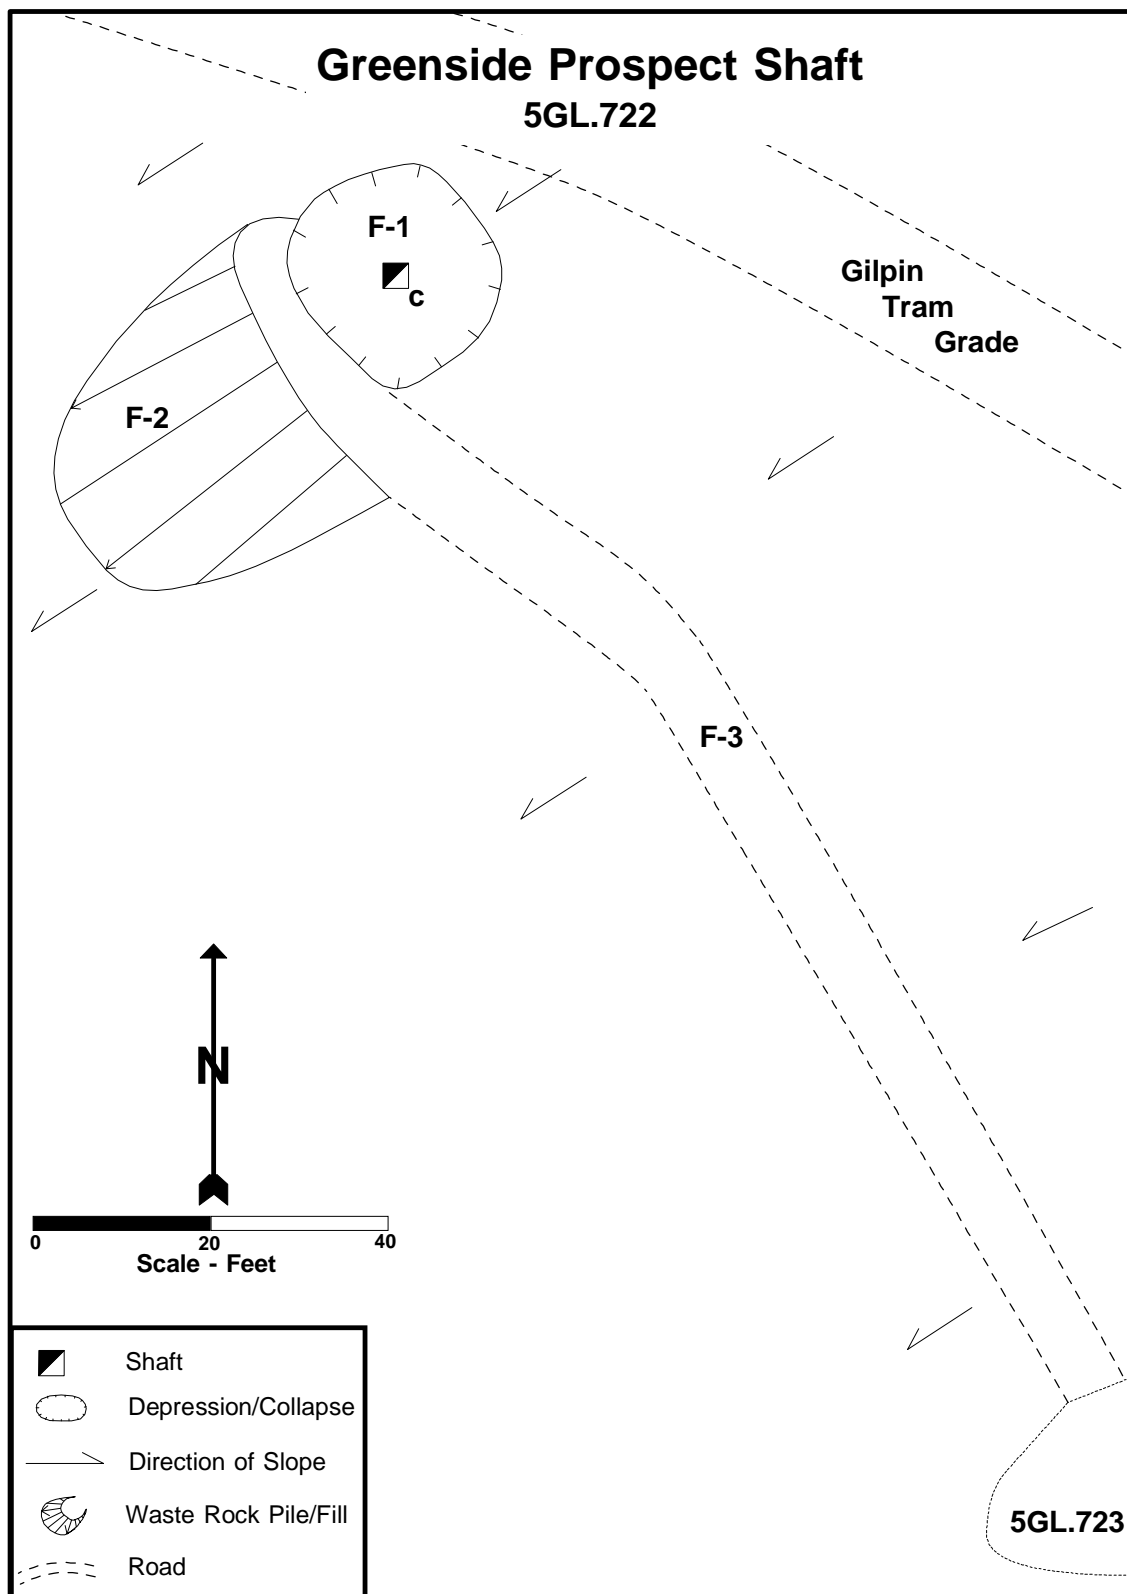 Greenside Prospect Shaft
5GL.722
F-1
c
Gilpin
Tram
Grade
F-2
F-3
N
0 20 40
Scale - Feet
Shaft
Depression/Collapse
Direction of Slope
Waste Rock Pile/Fill
Road
5GL.723